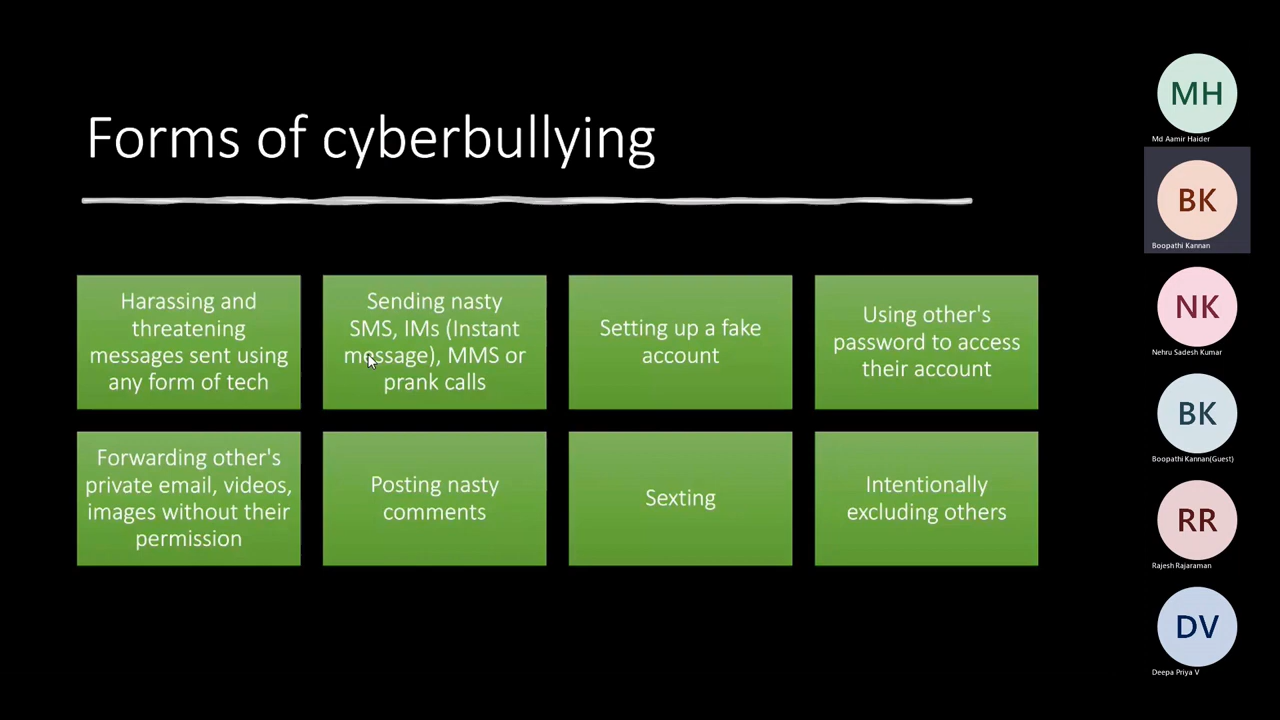 Forms of cyberbullying
Harassing and
threatening
messages sent using
any form of tech
Sending nasty
SMS, IMs (Instant
message), MMS or
prank calls
Setting up a fake
account
Using other's
password to access
their account
Forwarding other's
private email, videos,
images without their
permission
Posting nasty
comments
Sexting
Intentionally
excluding others
MH
Md Aamir Haider
BK
Boopathi Kannan
NK
Nehru Sadesh Kumar
BK
Boopathi Kannan(Guest)
RR
Rajesh Rajaraman
DV
Deepa Priya V